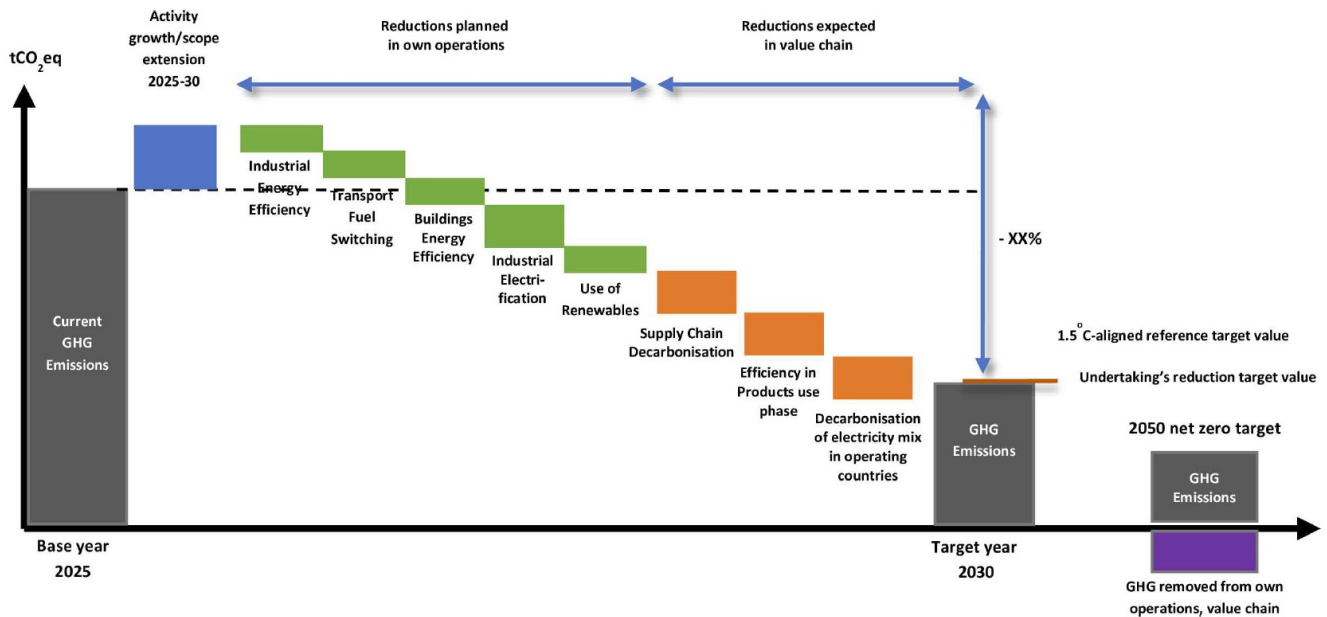 Activity
growth/scope
extension
2025-30
Reductions planned
in own operations
Reductions expected
in value chain
tCO2eq
Industrial
Energy
Efficiency
Transport
Fuel
Switching
Buildings
Energy
Efficiency
Industrial
Electri-
fication
Use of
Renewables
Supply Chain
Decarbonisation
Efficiency in
Products use
phase
Decarbonisation
of electricity mix
in operating
countries
- XX%
1.5°C-aligned reference target value
Undertaking’s reduction target value
Current
GHG
Emissions
GHG
Emissions
2050 net zero target
GHG
Emissions
Base year
2025
Target year
2030
GHG removed from own
operations, value chain